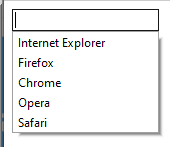 Internet Explorer
Firefox
Chrome
Opera
Safari